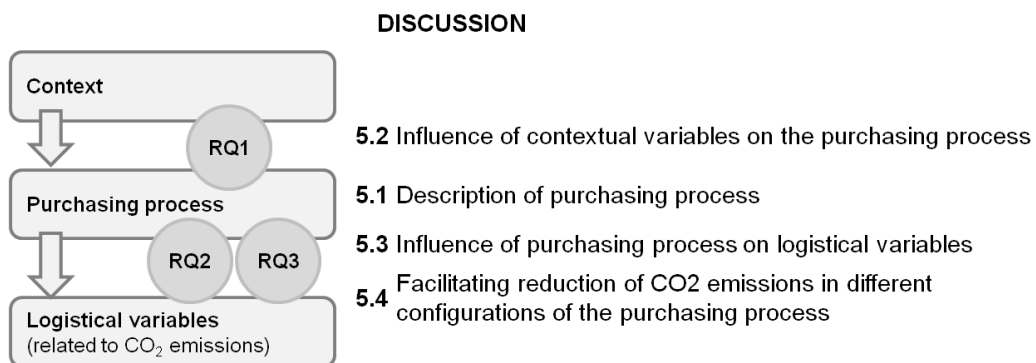 DISCUSSION
Context
RQ1
5.2 Influence of contextual variables on the purchasing process
Purchasing process
5.1 Description of purchasing process
RQ2
RQ3
5.3 Influence of purchasing process on logistical variables
5.4 Facilitating reduction of CO2 emissions in different
configurations of the purchasing process
Logistical variables
(related to CO₂ emissions)